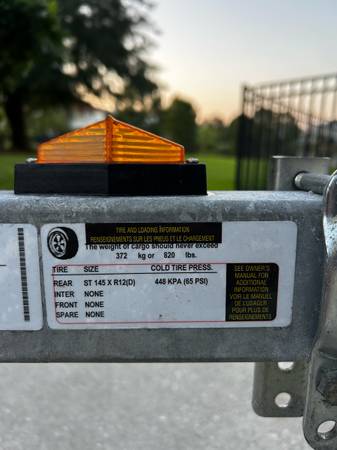 TIRE AND LOADING INFORMATION
RENSEIGNEMENTS SUR LES PNEUS ET LE CHARGEMENT
The weight of cargo should never exceed
372 kg or 820 lbs.
TIRE SIZE COLD TIRE PRESS.
REAR ST 145 X R12(D) 448 KPA (65 PSI)
INTER NONE
FRONT NONE
SPARE NONE
SEE OWNER'S
MANUAL FOR
ADDITIONAL
INFORMATION
VOIR LE MANUEL
DE L'USAGER
POUR PLUS DE
RENSEIGNEMENTS